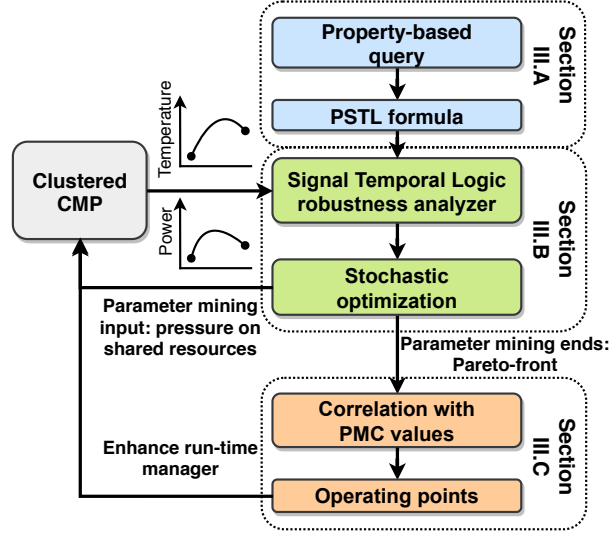 Property-based
query
Section
III.A
PSTL formula
Temperature
Clustered
CMP
Signal Temporal Logic
robustness analyzer
Section
III.B
Power
Stochastic
optimization
Parameter mining
input: pressure on
shared resources
Parameter mining ends:
Pareto-front
Correlation with
PMC values
Section
III.C
Enhance run-time
manager
Operating points